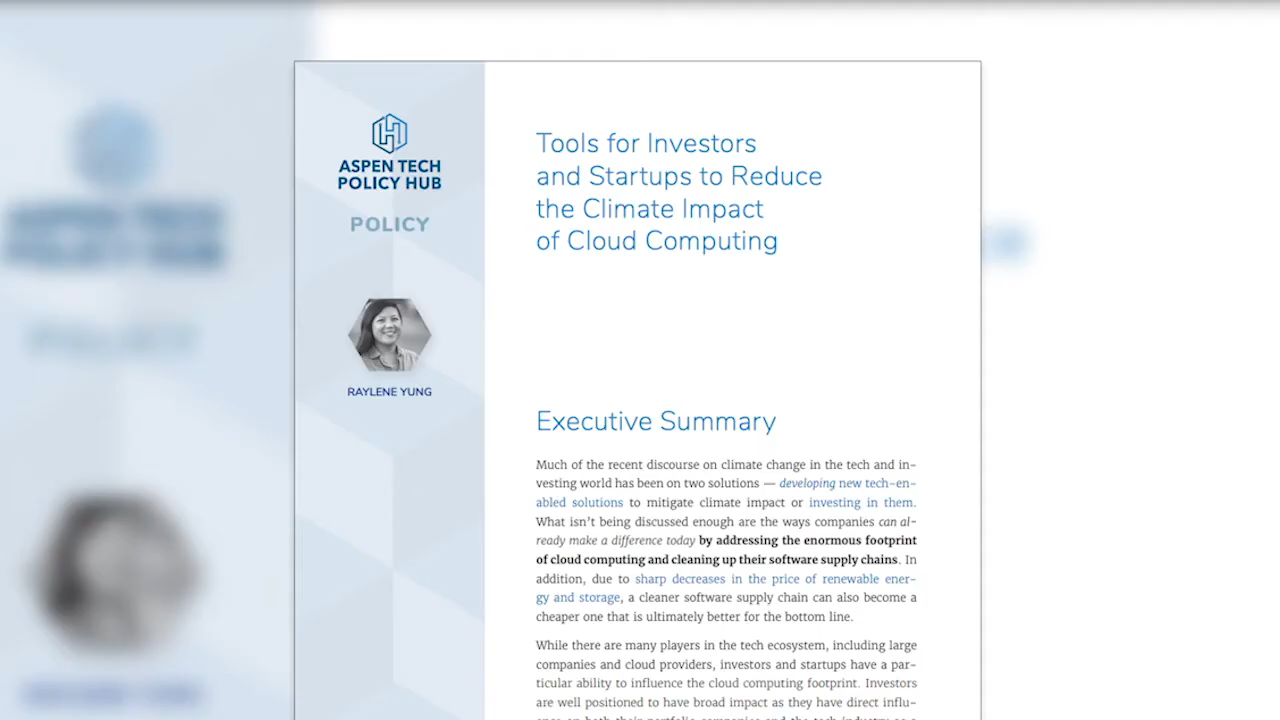 ASPEN TECH
POLICY HUB
POLICY
RAYLENE YUNG
Tools for Investors
and Startups to Reduce
the Climate Impact
of Cloud Computing
Executive Summary
Much of the recent discourse on climate change in the tech and in-
vesting world has been on two solutions — developing new tech-en-
abled solutions to mitigate climate impact or investing in them.
What isn't being discussed enough are the ways companies can al-
ready make a difference today by addressing the enormous footprint
of cloud computing and cleaning up their software supply chains. In
addition, due to sharp decreases in the price of renewable ener-
gy and storage, a cleaner software supply chain can also become a
cheaper one that is ultimately better for the bottom line.
While there are many players in the tech ecosystem, including large
companies and cloud providers, investors and startups have a par-
ticular ability to influence the cloud computing footprint. Investors
are well positioned to have broad impact as they have direct influ-